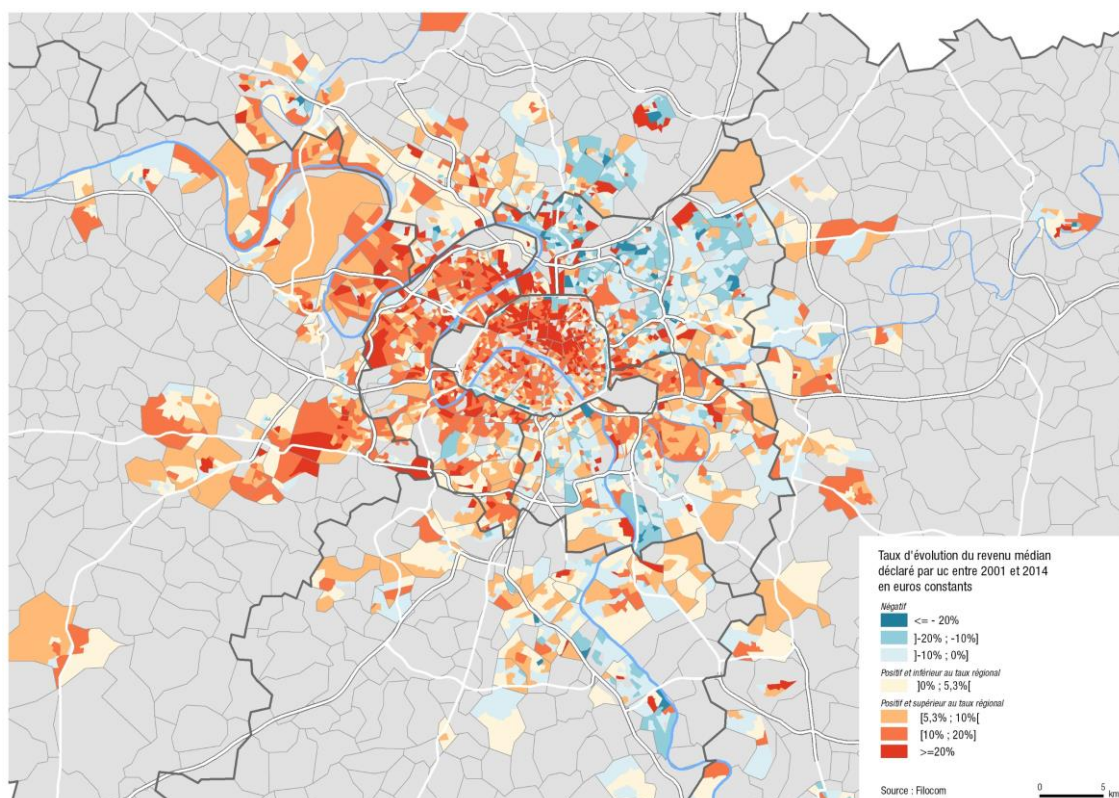 Taux d'évolution du revenu médian
déclaré par uc entre 2001 et 2014
en euros constants
Négatif
<= - 20%
]-20% ; -10%]
]-10% ; 0%]
Positif et inférieur au taux régional
]0% ; 5,3%[
Positif et supérieur au taux régional
[5,3% ; 10%[
[10% ; 20%]
>=20%
Source : Filocom
0 5
kms